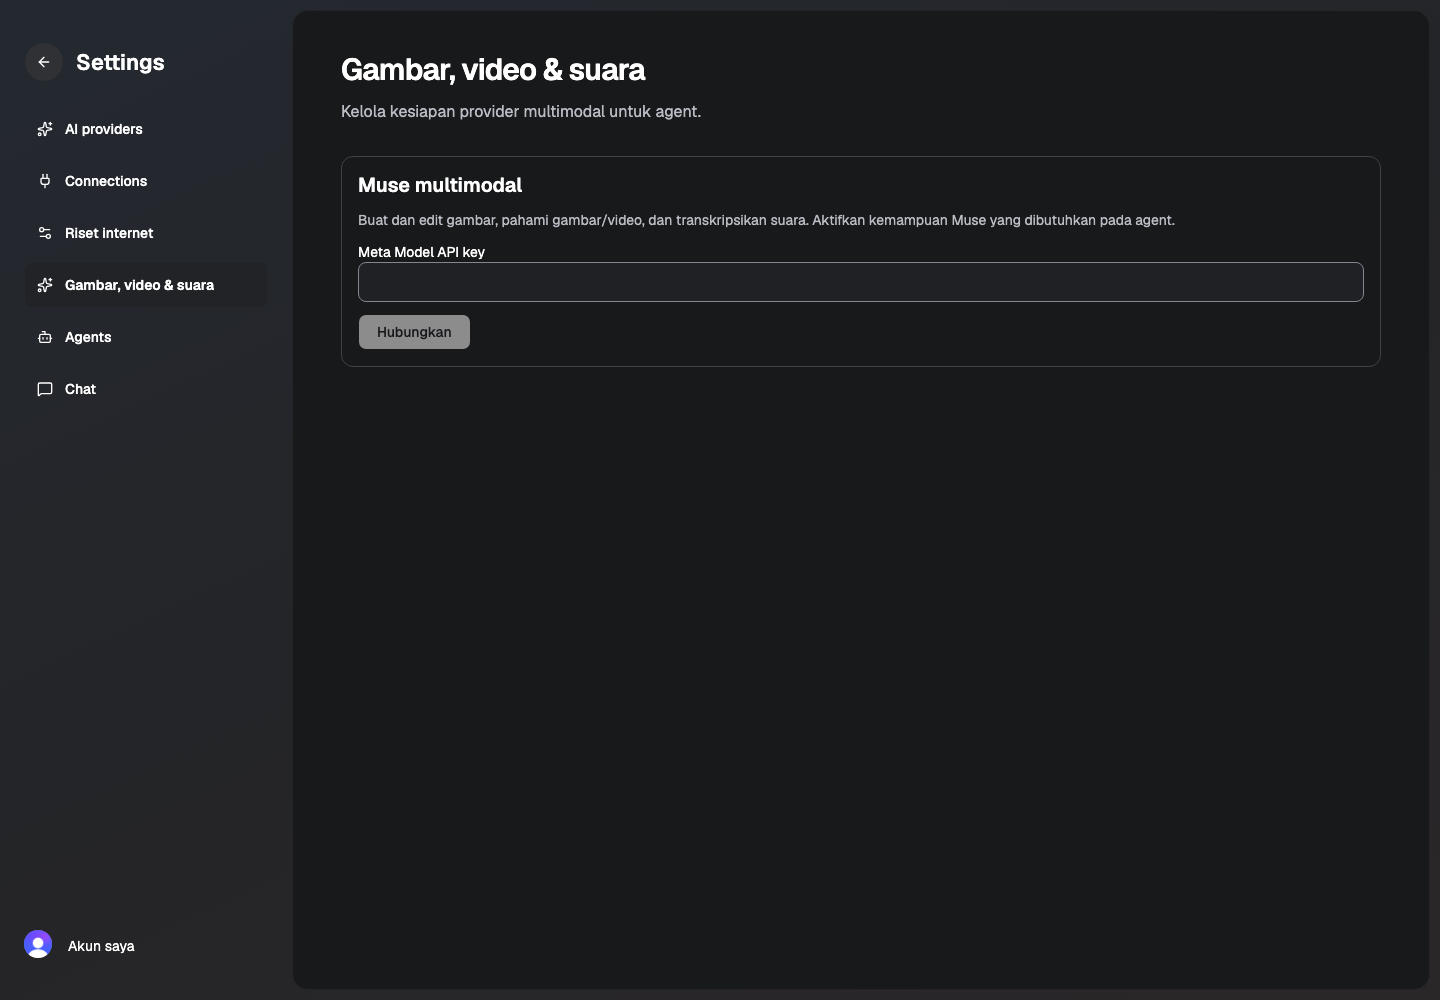 Settings
AI providers
Connections
Riset internet
Gambar, video & suara
Agents
Chat
Akun saya
Gambar, video & suara
Kelola kesiapan provider multimodal untuk agent.
Muse multimodal
Buat dan edit gambar, pahami gambar/video, dan transkripsikan suara. Aktifkan kemampuan Muse yang dibutuhkan pada agent.
Meta Model API key
Hubungkan